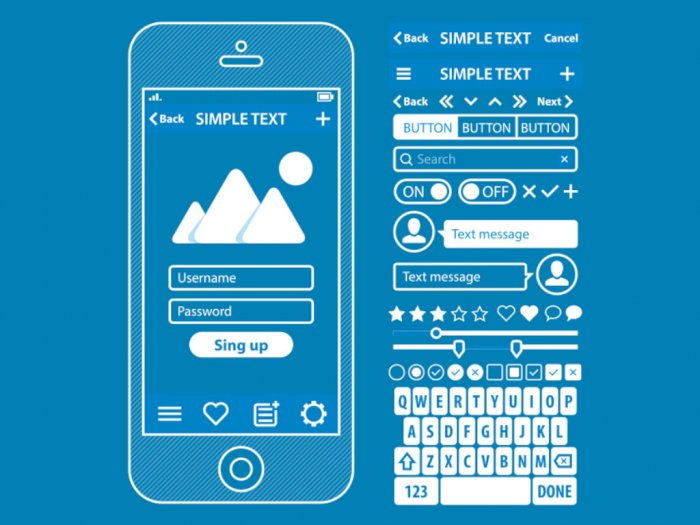 Back SIMPLE TEXT
Username
Password
Sing up
Back SIMPLE TEXT Cancel
SIMPLE TEXT
Back Next
BUTTON BUTTON BUTTON
Search
ON OFF
Text message
Text message
Q W E R T Y U I O P
A S D F G H J K L
Z X C V B N M
123 DONE